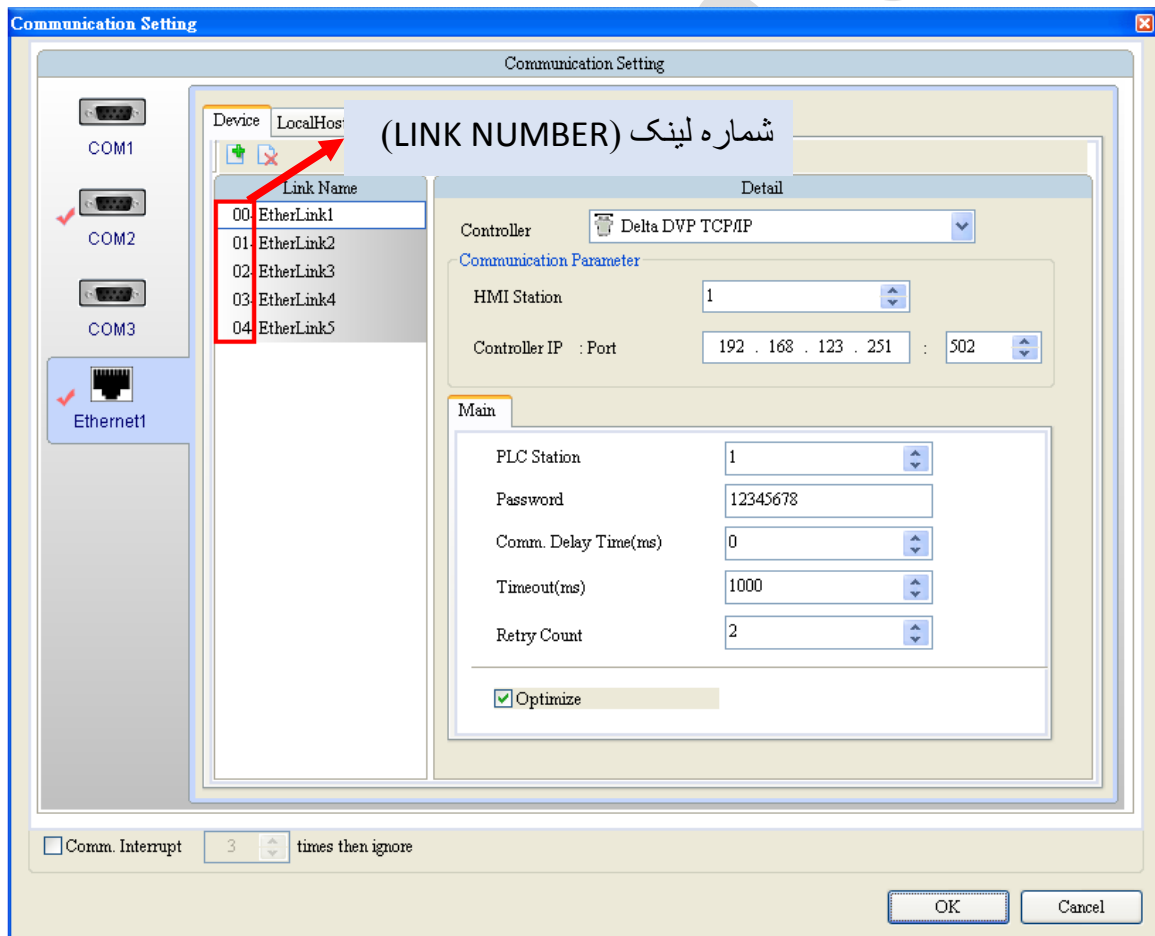 Communication Setting
Communication Setting
COM1
COM2
COM3
Ethernet1
Device LocalHos
شماره لینک (LINK NUMBER)
Link Name
00 EtherLink1
01 EtherLink2
02 EtherLink3
03 EtherLink4
04 EtherLink5
Detail
Controller Delta DVP TCP/IP
Communication Parameter
HMI Station 1
Controller IP : Port 192 . 168 . 123 . 251 : 502
Main
PLC Station 1
Password 12345678
Comm. Delay Time(ms) 0
Timeout(ms) 1000
Retry Count 2
Optimize
Comm. Interrupt 3 times then ignore
OK Cancel